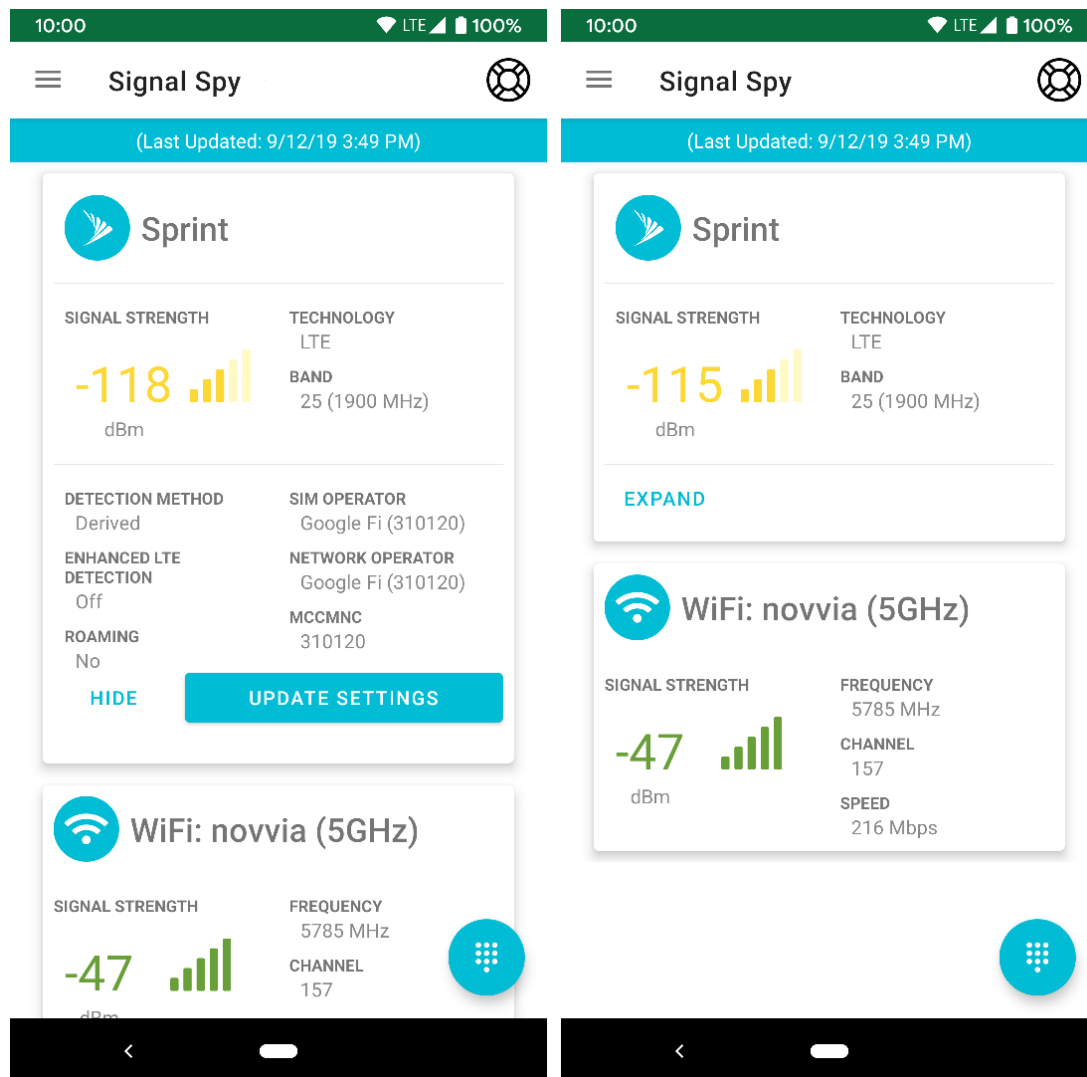 10:00
LTE 100%
Signal Spy
(Last Updated: 9/12/19 3:49 PM)
Sprint
SIGNAL STRENGTH
-118
dBm
TECHNOLOGY
LTE
BAND
25 (1900 MHz)
DETECTION METHOD
Derived
ENHANCED LTE
DETECTION
Off
ROAMING
No
SIM OPERATOR
Google Fi (310120)
NETWORK OPERATOR
Google Fi (310120)
MCCMNC
310120
HIDE
UPDATE SETTINGS
WiFi: novvia (5GHz)
SIGNAL STRENGTH
-47
dBm
FREQUENCY
5785 MHz
CHANNEL
157
10:00
LTE 100%
Signal Spy
(Last Updated: 9/12/19 3:49 PM)
Sprint
SIGNAL STRENGTH
-115
dBm
TECHNOLOGY
LTE
BAND
25 (1900 MHz)
EXPAND
WiFi: novvia (5GHz)
SIGNAL STRENGTH
-47
dBm
FREQUENCY
5785 MHz
CHANNEL
157
SPEED
216 Mbps